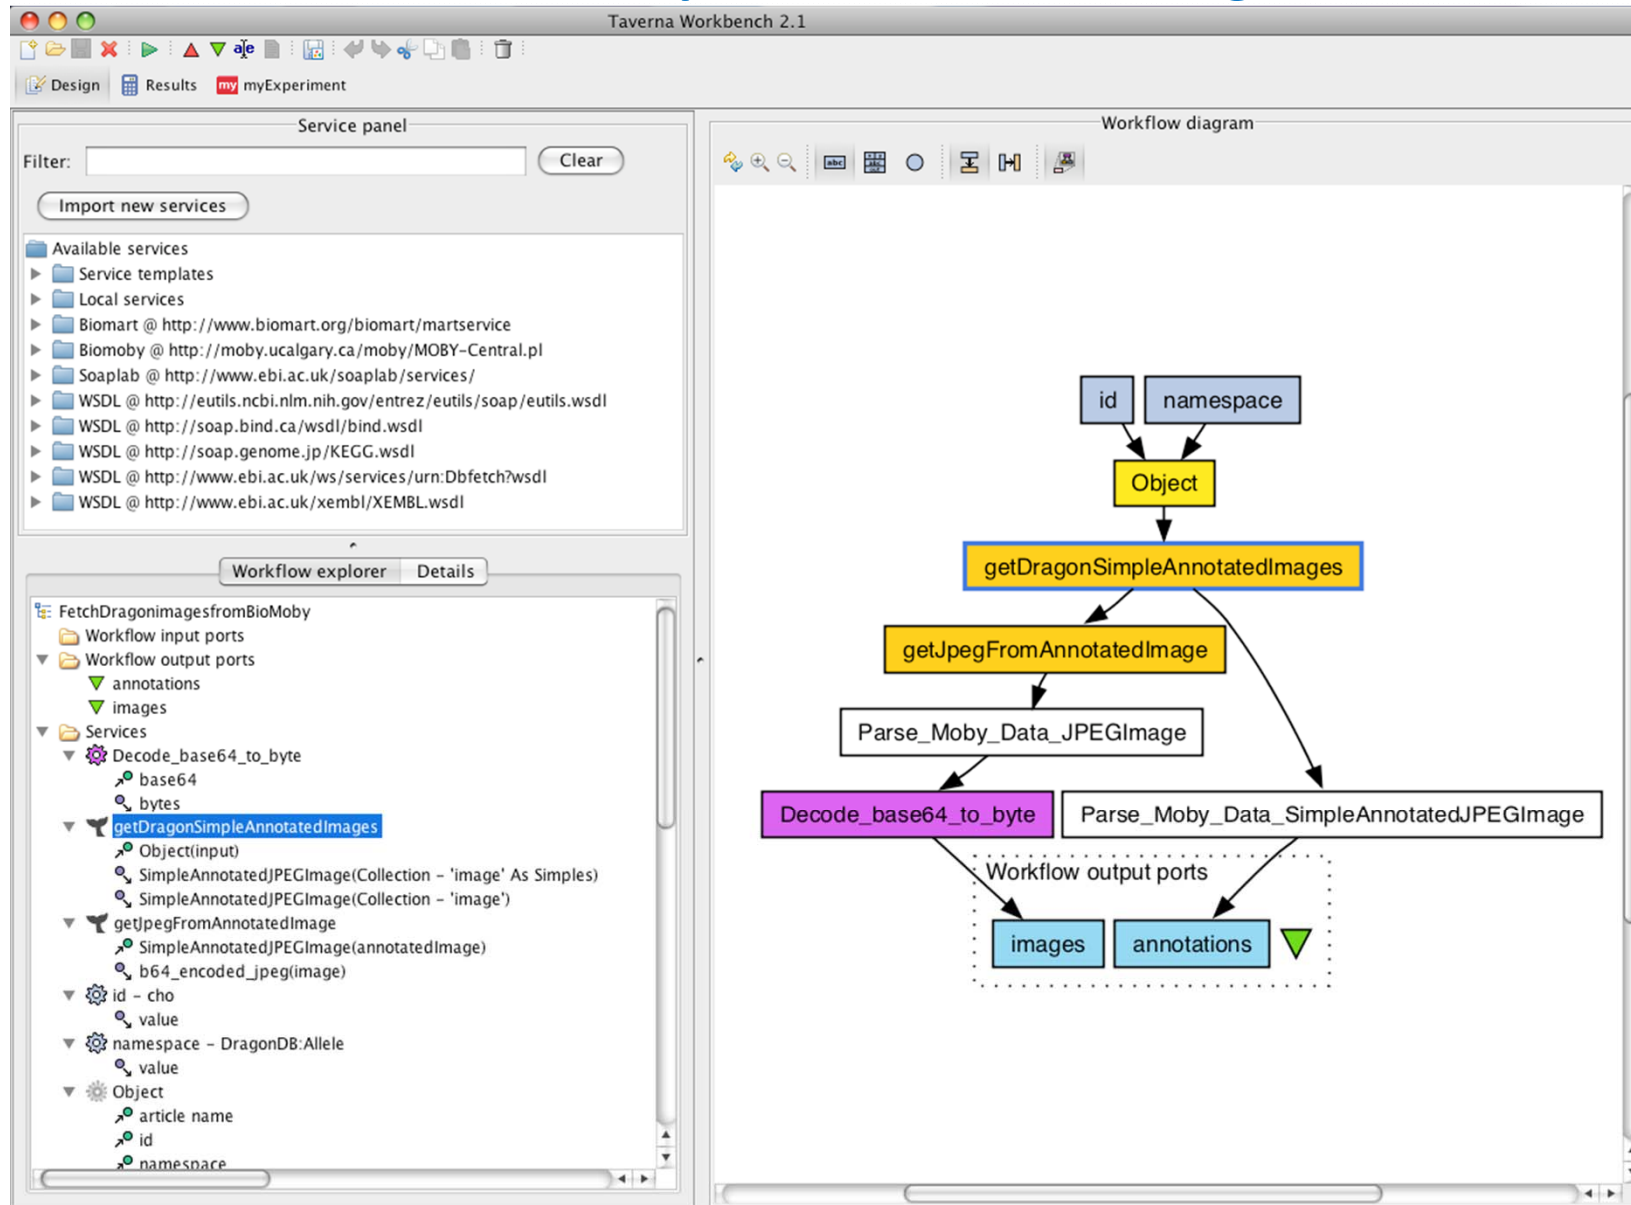 Taverna Workbench 2.1
Design Results my myExperiment
Service panel
Filter: Clear
Import new services
Available services
Service templates
Local services
Biomart @ http://www.biomart.org/biomart/martservice
Biomoby @ http://moby.ucalgary.ca/moby/MOBY-Central.pl
Soaplab @ http://www.ebi.ac.uk/soaplab/services/
WSDL @ http://eutils.ncbi.nlm.nih.gov/entrez/eutils/soap/eutils.wsdl
WSDL @ http://soap.bind.ca/wsdl/bind.wsdl
WSDL @ http://soap.genome.jp/KEGG.wsdl
WSDL @ http://www.ebi.ac.uk/ws/services/urn:Dbfetch?wsdl
WSDL @ http://www.ebi.ac.uk/xembl/XEMBL.wsdl
Workflow explorer Details
FetchDragonimagesfromBioMoby
Workflow input ports
Workflow output ports
annotations
images
Services
Decode_base64_to_byte
base64
bytes
getDragonSimpleAnnotatedImages
Object(input)
SimpleAnnotatedJPEGImage(Collection - 'image' As Simples)
SimpleAnnotatedJPEGImage(Collection - 'image')
getJpegFromAnnotatedImage
SimpleAnnotatedJPEGImage(annotatedImage)
b64_encoded_jpeg(image)
id - cho
value
namespace - DragonDB:Allele
value
Object
article name
id
namespace
Workflow diagram
abc
id namespace
Object
getDragonSimpleAnnotatedImages
getJpegFromAnnotatedImage
Parse_Moby_Data_JPEGImage
Decode_base64_to_byte Parse_Moby_Data_SimpleAnnotatedJPEGImage
Workflow output ports
images annotations